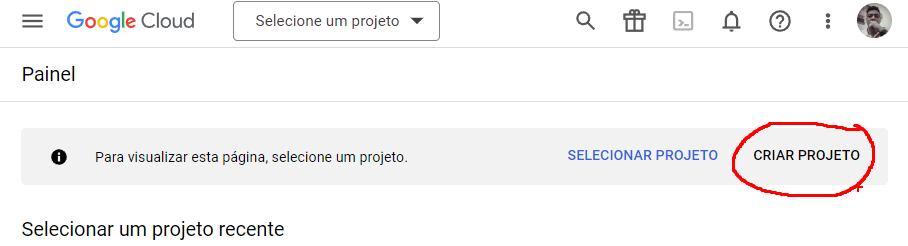 Google Cloud Selecione um projeto
Painel
Para visualizar esta página, selecione um projeto. SELECIONAR PROJETO CRIAR PROJETO
Selecionar um projeto recente